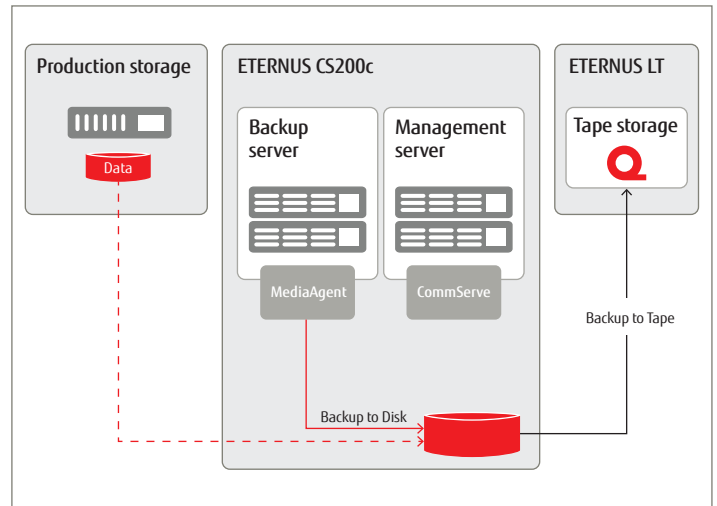 Production storage
Data
ETERNUS CS200c
Backup
server
MediaAgent
Management
server
CommServe
Backup to Disk
ETERNUS LT
Tape storage
Backup to Tape